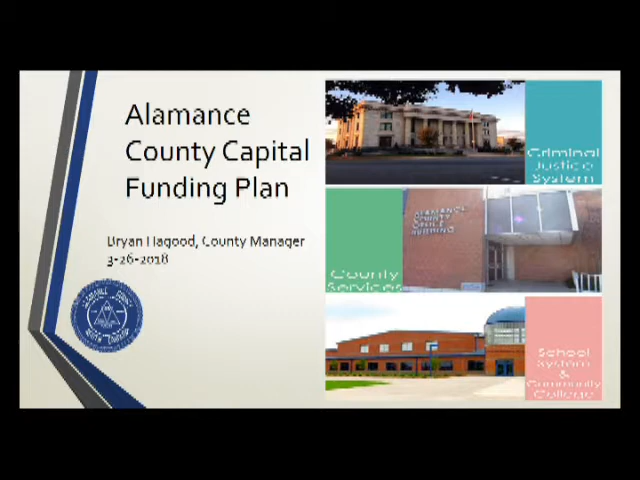 Alamance
County Capital
Funding Plan
Bryan Hagood, County Manager
3-26-2018
Criminal
Justice
System
ALAMANCE
COUNTY
OFFICE
BUILDING
County
Services
School
System
&
Community
College